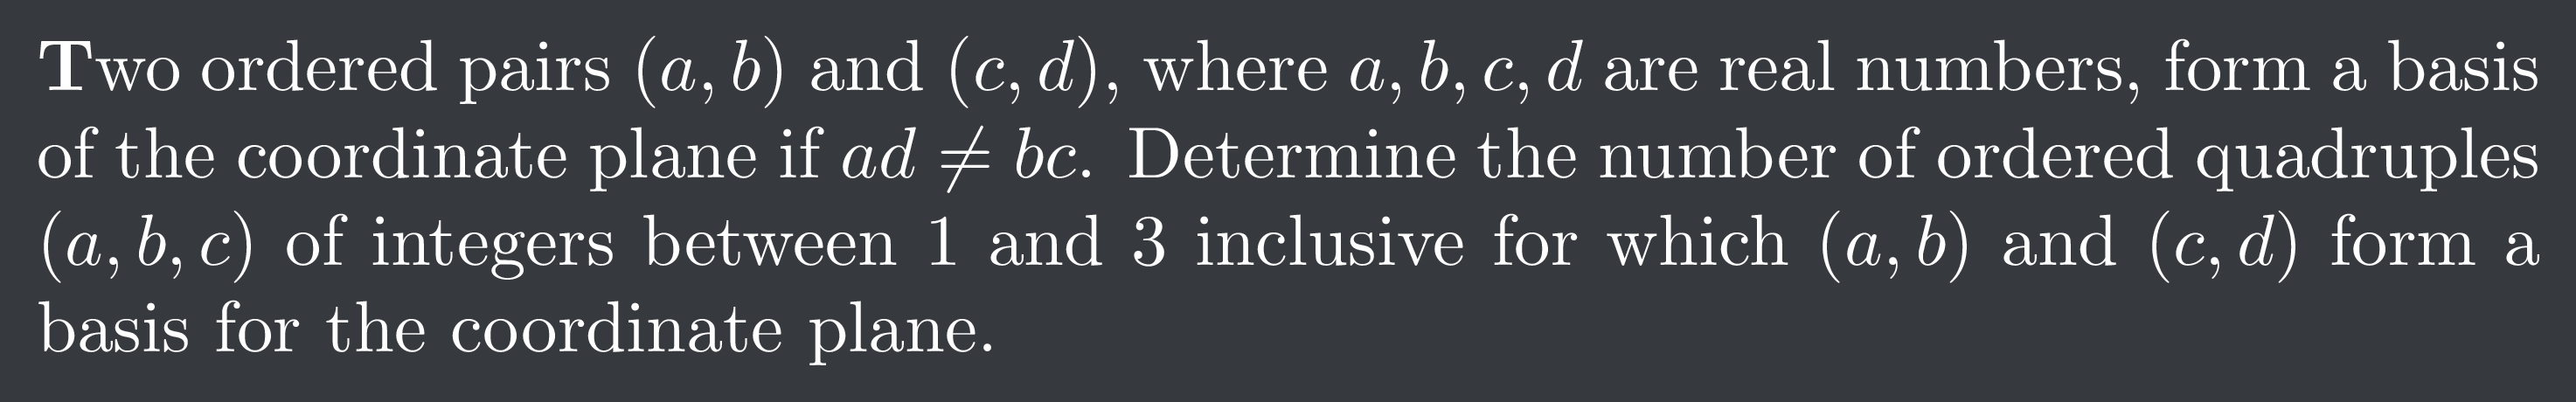 Two ordered pairs (a, b) and (c, d), where a, b, c, d are real numbers, form a basis
of the coordinate plane if ad ≠ bc. Determine the number of ordered quadruples
(a, b, c) of integers between 1 and 3 inclusive for which (a, b) and (c, d) form a
basis for the coordinate plane.